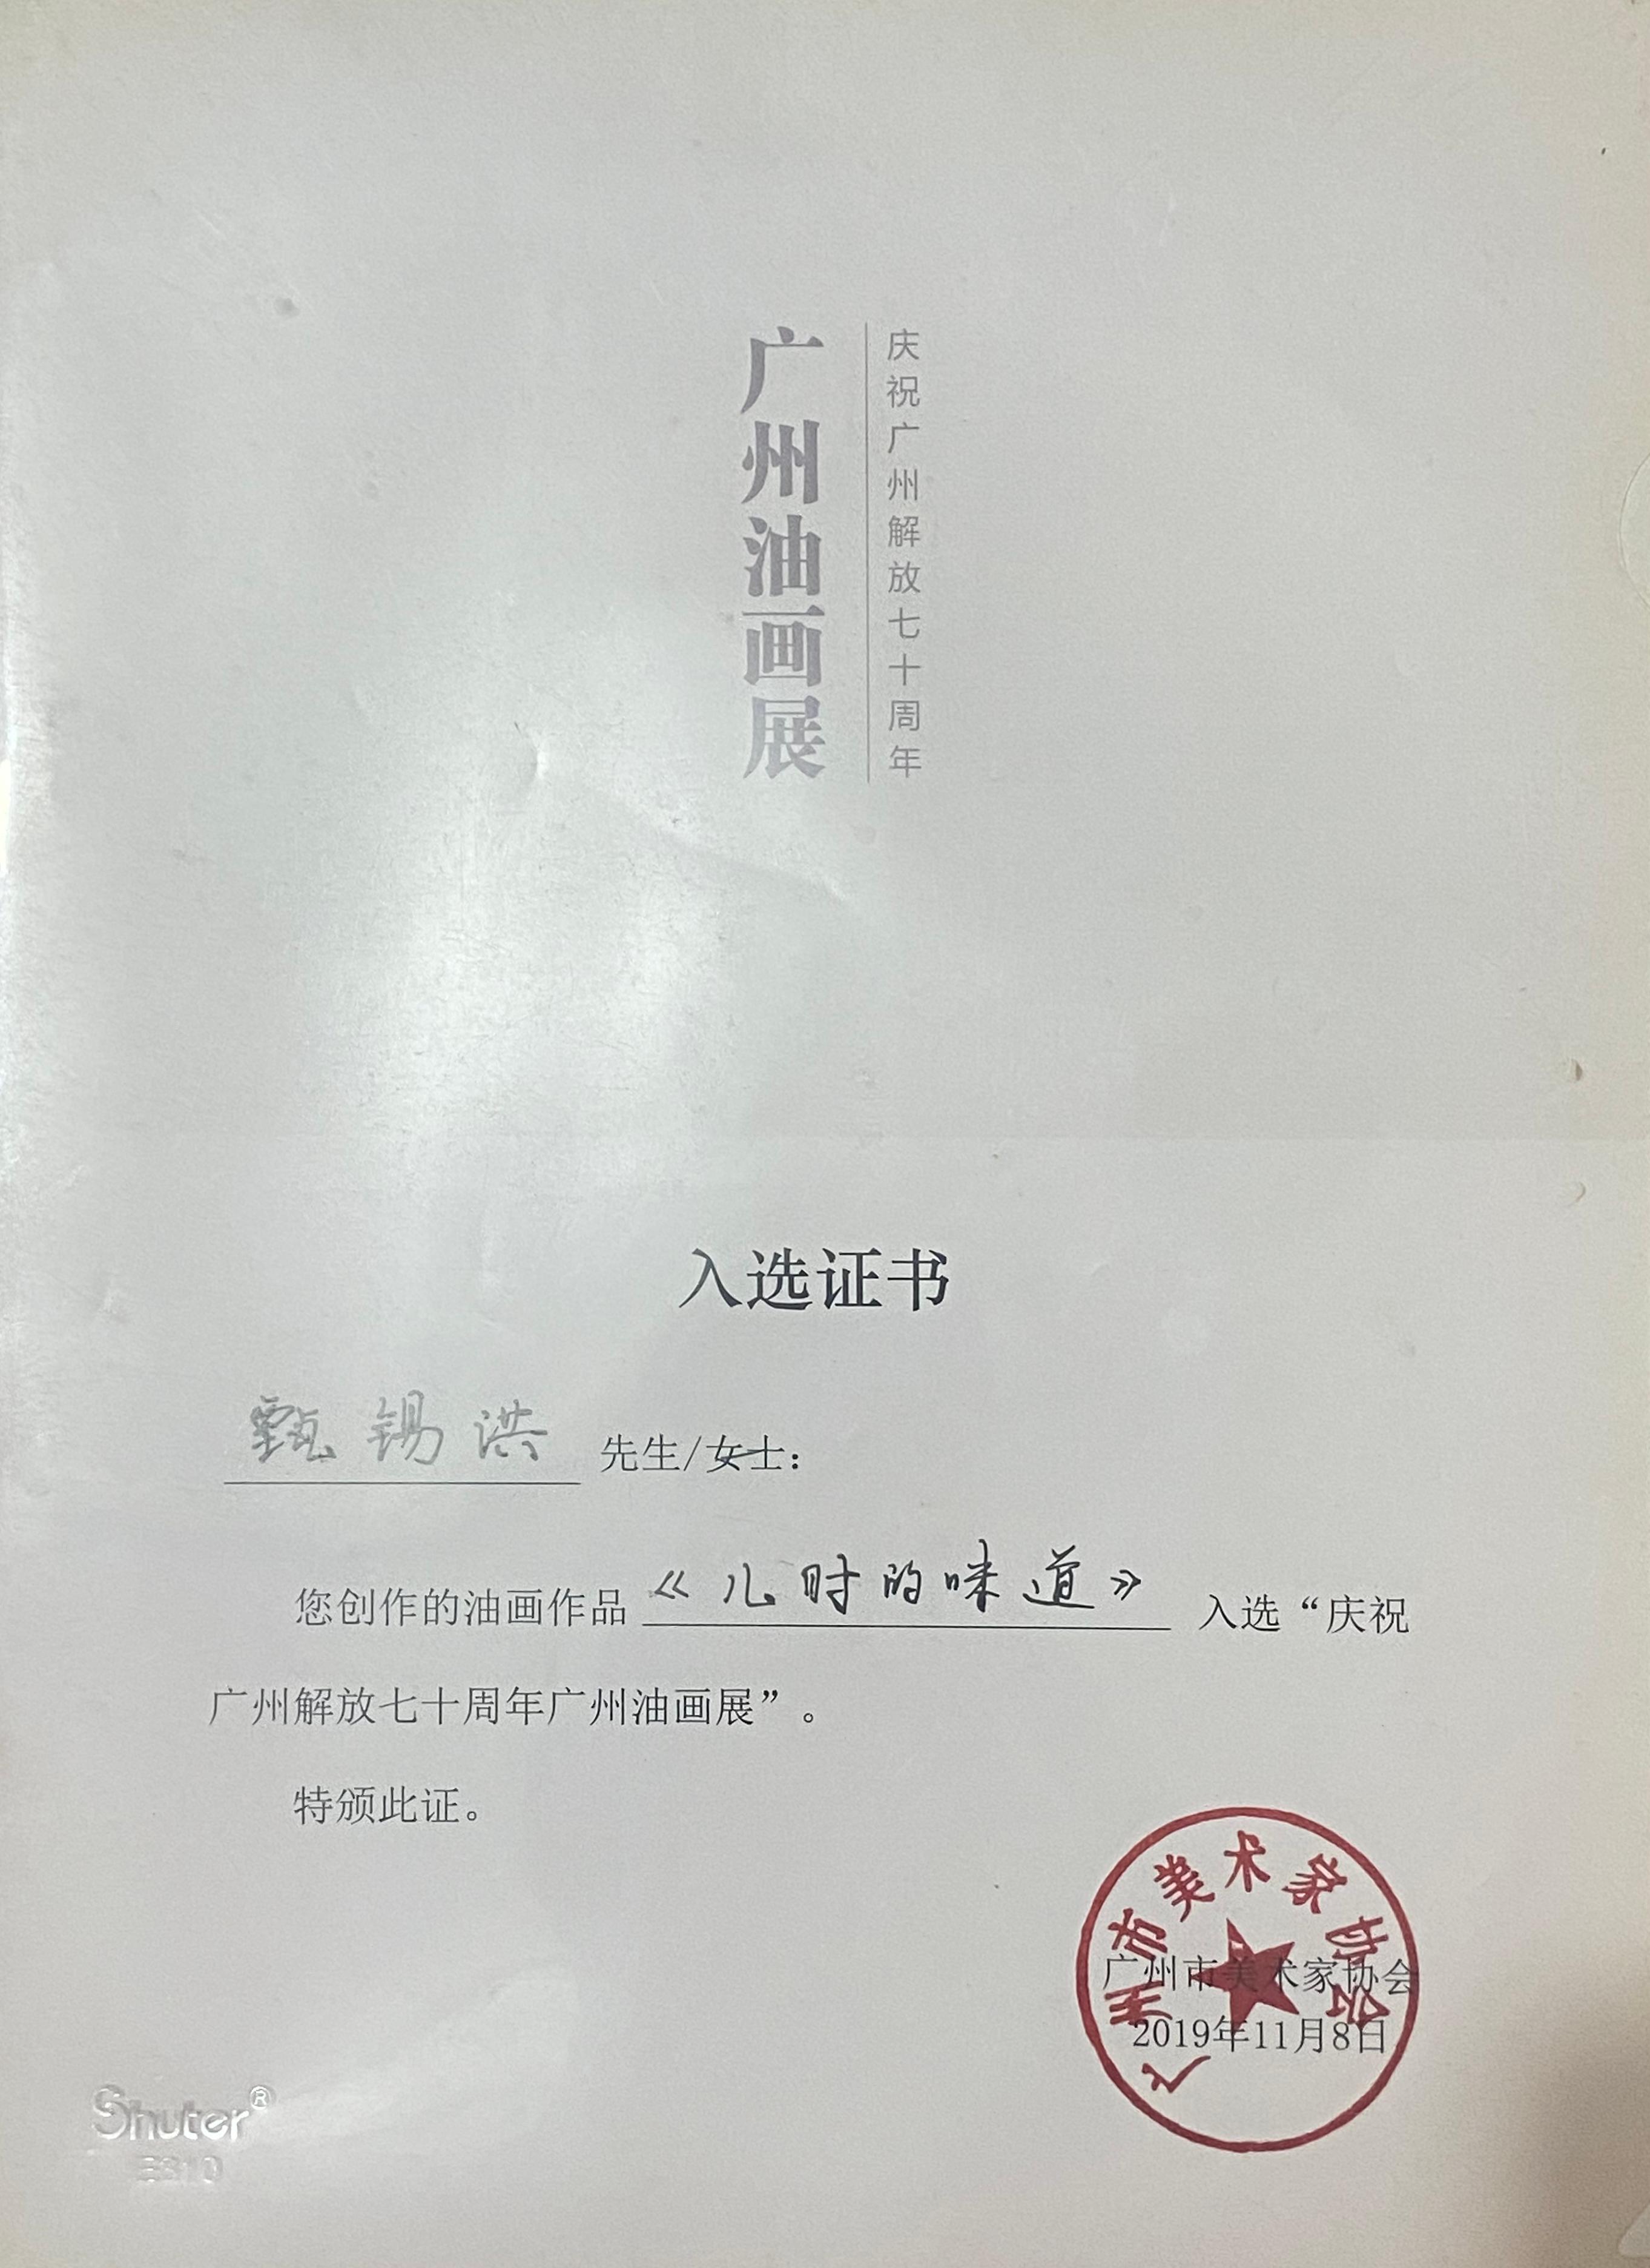 庆祝广州解放七十周年
广州油画展
入选证书
甄锡洪 先生/女士：
您创作的油画作品《儿时的味道》入选“庆祝
广州解放七十周年广州油画展”。
特颁此证。
广州市美术家协会
广州市美术家协会
2019年11月8日
Shuter®
E310